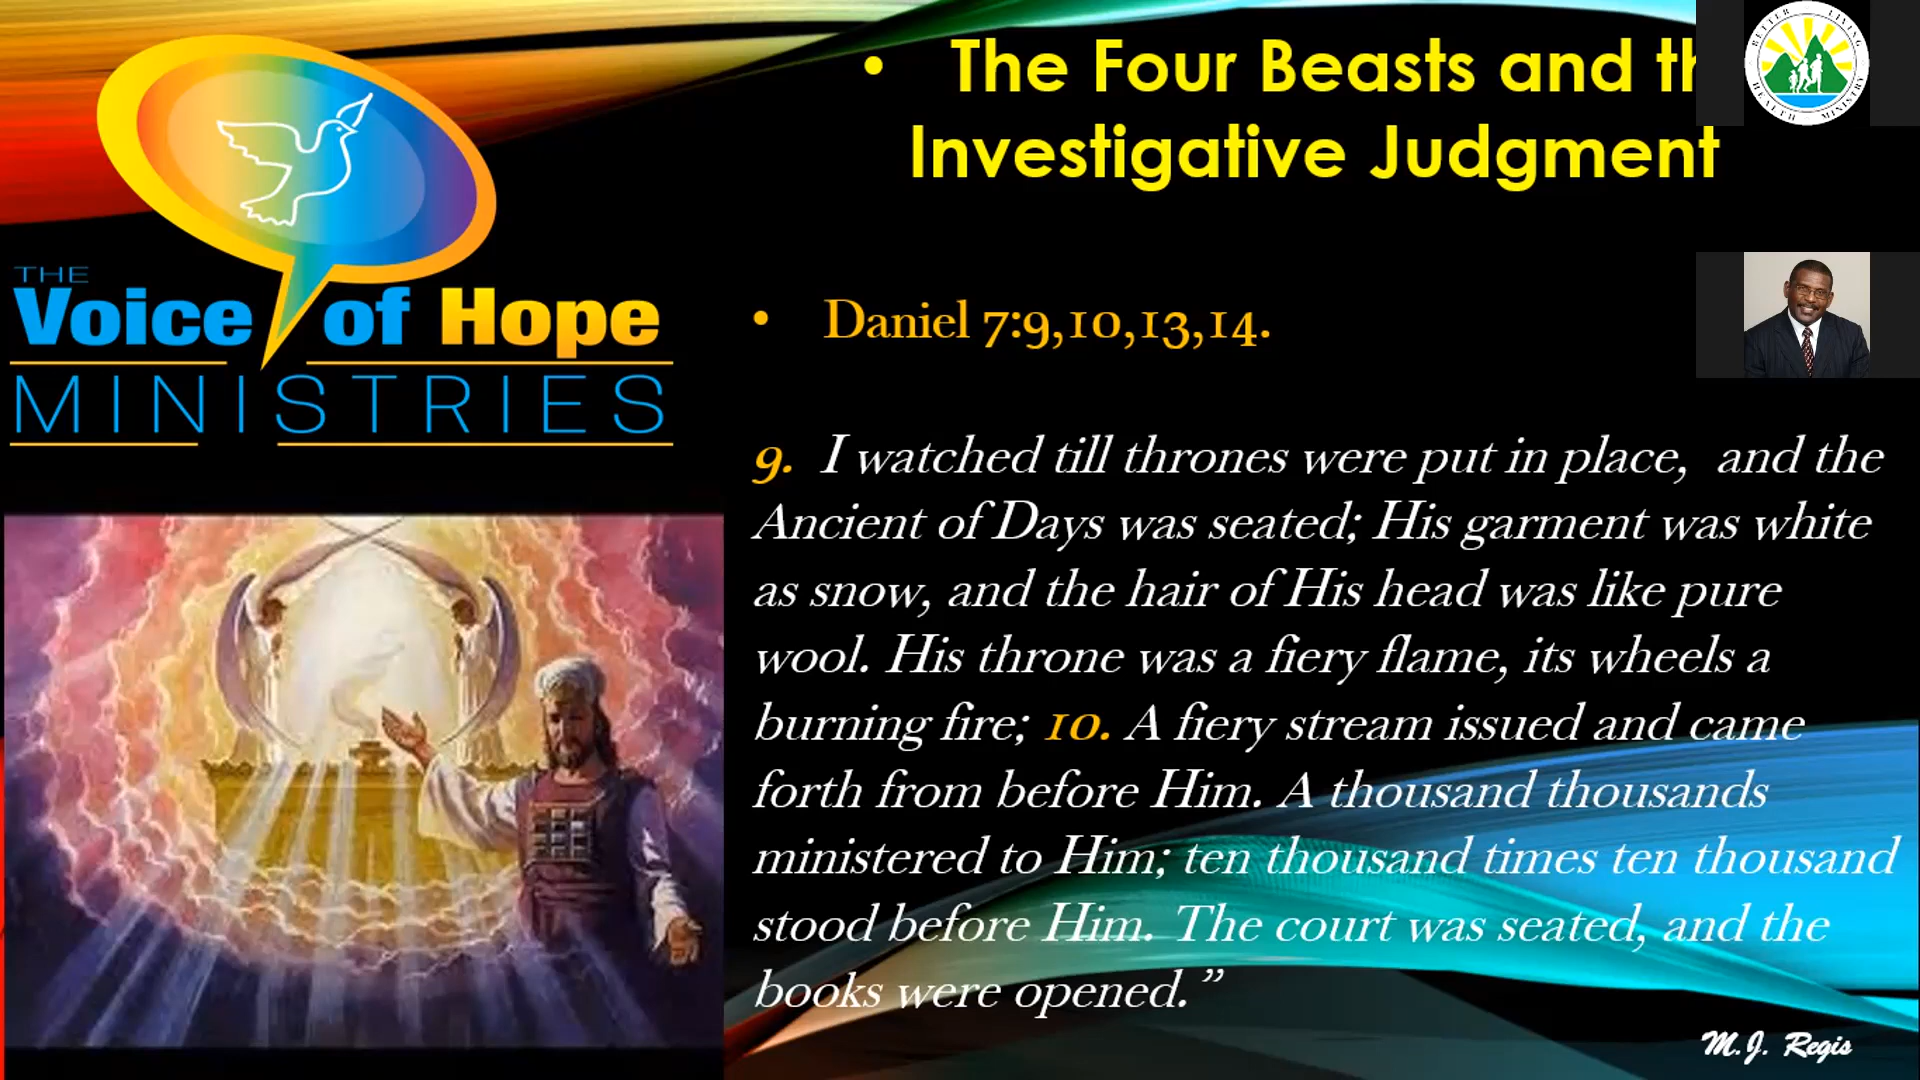 • The Four Beasts and th
Investigative Judgment
BETTER LIVING
HEALTH MINISTRY
THE
Voice of Hope
MINISTRIES
• Daniel 7:9,10,13,14.
9. I watched till thrones were put in place, and the
Ancient of Days was seated; His garment was white
as snow, and the hair of His head was like pure
wool. His throne was a fiery flame, its wheels a
burning fire; 10. A fiery stream issued and came
forth from before Him. A thousand thousands
ministered to Him; ten thousand times ten thousand
stood before Him. The court was seated, and the
books were opened.”
M.J. Regis